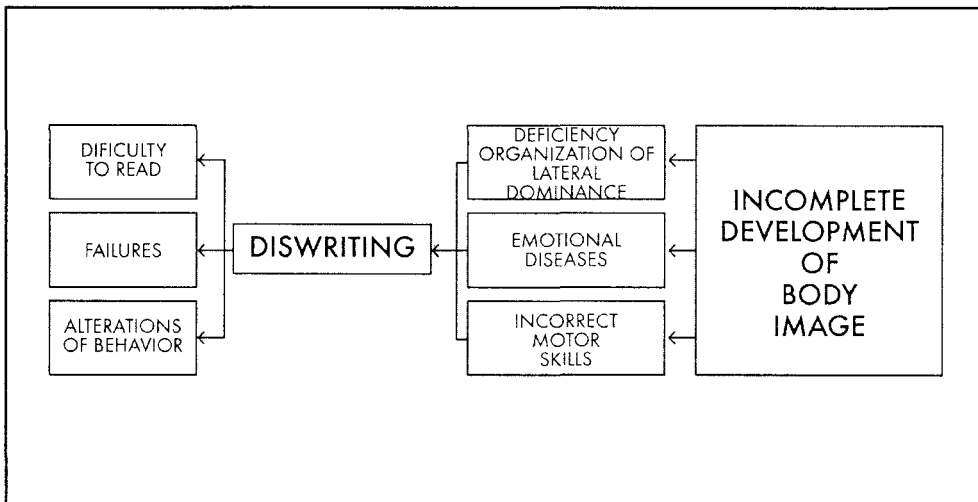 DIFICULTY
TO READ
FAILURES
ALTERATIONS
OF BEHAVIOR
DISWRITING
DEFICIENCY
ORGANIZATION OF
LATERAL
DOMINANCE
EMOTIONAL
DISEASES
INCORRECT
MOTOR
SKILLS
INCOMPLETE
DEVELOPMENT
OF
BODY
IMAGE